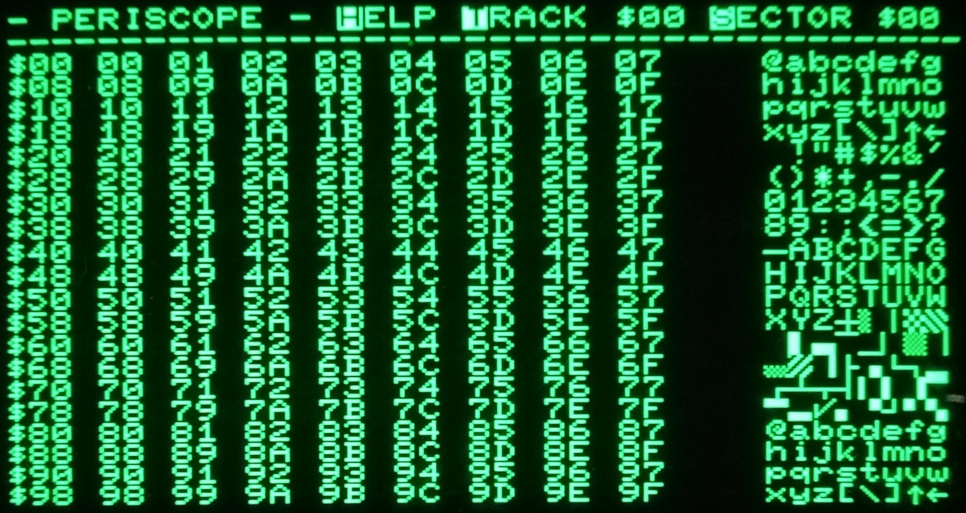 - PERISCOPE - HELP TRACK $00 SECTOR $00
$00 00 01 02 03 04 05 06 07 @abcdefg
$08 08 09 0A 0B 0C 0D 0E 0F hijklmno
$10 10 11 12 13 14 15 16 17 pqrstuvw
$18 18 19 1A 1B 1C 1D 1E 1F xyz[\]↑←
$20 20 21 22 23 24 25 26 27 !"#$%&'
$28 28 29 2A 2B 2C 2D 2E 2F ()*+,-./
$30 30 31 32 33 34 35 36 37 01234567
$38 38 39 3A 3B 3C 3D 3E 3F 89:;<=>?
$40 40 41 42 43 44 45 46 47 —ABCDEFG
$48 48 49 4A 4B 4C 4D 4E 4F HIJKLMNO
$50 50 51 52 53 54 55 56 57 PQRSTUVW
$58 58 59 5A 5B 5C 5D 5E 5F XYZ
$60 60 61 62 63 64 65 66 67
$68 68 69 6A 6B 6C 6D 6E 6F
$70 70 71 72 73 74 75 76 77
$78 78 79 7A 7B 7C 7D 7E 7F
$80 80 81 82 83 84 85 86 87 @abcdefg
$88 88 89 8A 8B 8C 8D 8E 8F hijklmno
$90 90 91 92 93 94 95 96 97 pqrstuvw
$98 98 99 9A 9B 9C 9D 9E 9F xyz[\]↑←